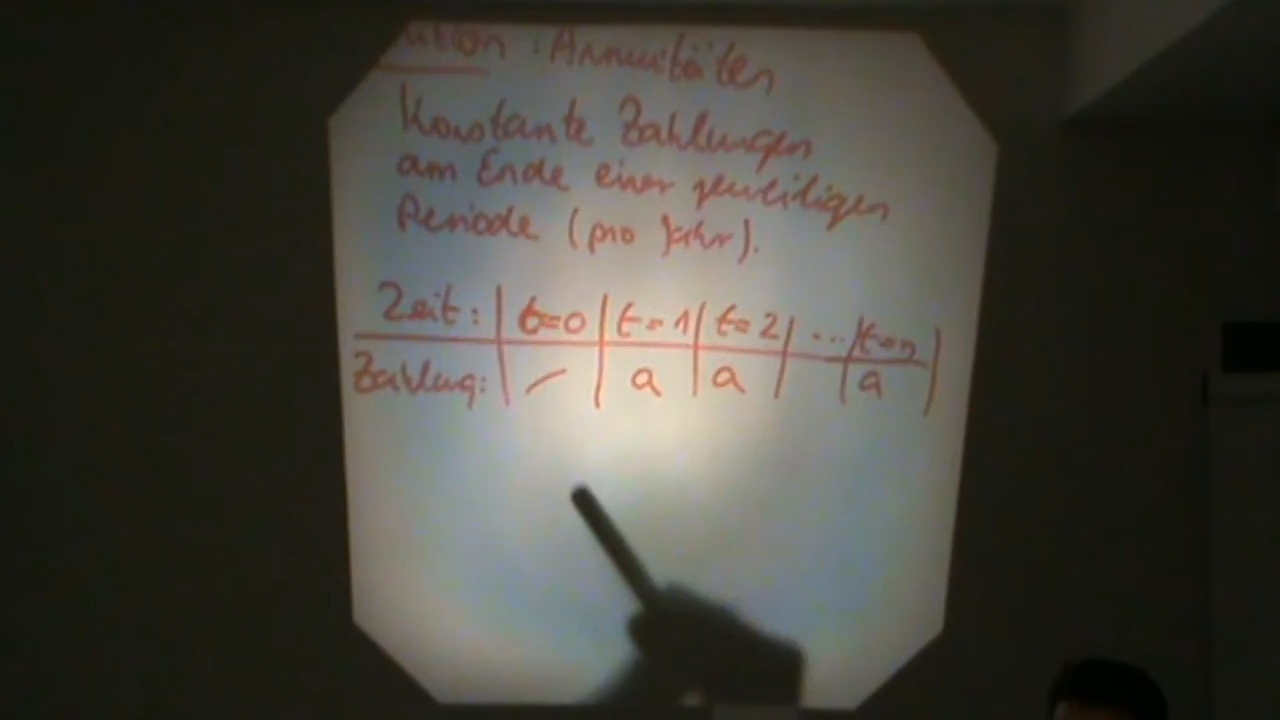 : Annuitäten
Konstante Zahlungen
am Ende einer jeweiligen
Periode (pro Jahr).
Zeit: | t=0 | t=1 | t=2 | ... | t=n |
Zahlung: | – | a | a | | a |